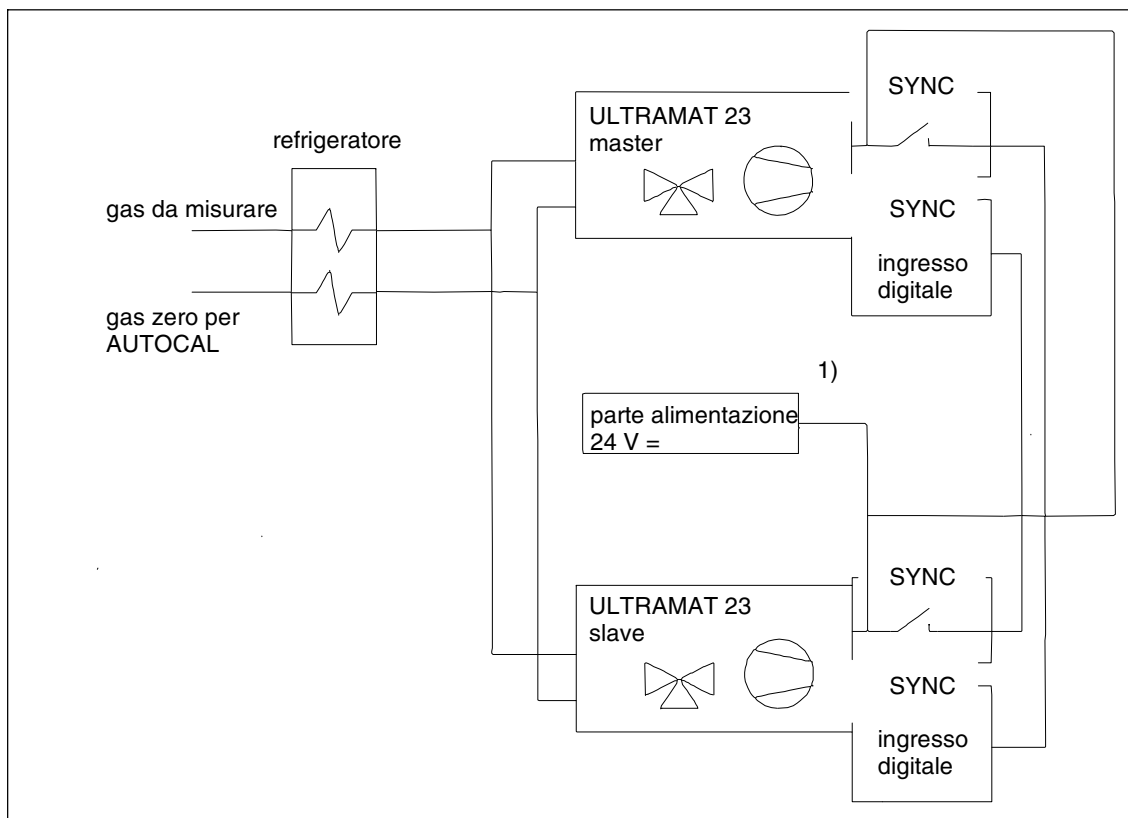 SYNC
ULTRAMAT 23
master
refrigeratore
gas da misurare
SYNC
ingresso
digitale
gas zero per
AUTOCAL
1)
parte alimentazione
24 V =
SYNC
ULTRAMAT 23
slave
SYNC
ingresso
digitale